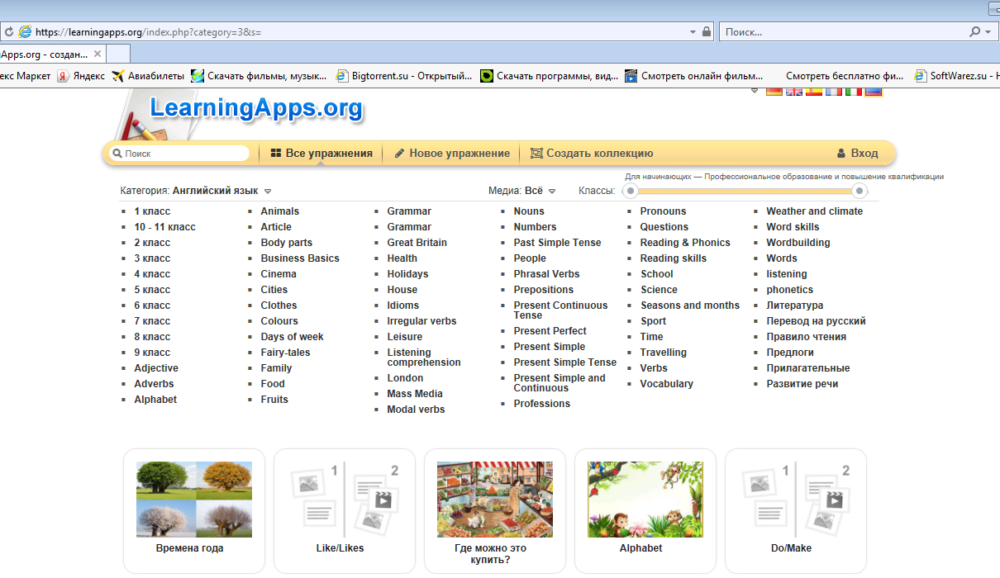 https://learningapps.org/index.php?category=3&s=
Поиск...
Apps.org - создан...
екс Маркет
Яндекс
Авиабилеты
Скачать фильмы, музык...
Bigtorrent.su - Открытый...
Скачать программы, вид...
Смотреть онлайн фильм...
Смотреть бесплатно фи...
SoftWarez.su - Н
LearningApps.org
Поиск
Все упражнения
Новое упражнение
Создать коллекцию
Вход
Для начинающих — Профессиональное образование и повышение квалификации
Категория: Английский язык
Медиа: Всё
Классы:
1 класс
10 - 11 класс
2 класс
3 класс
4 класс
5 класс
6 класс
7 класс
8 класс
9 класс
Adjective
Adverbs
Alphabet
Animals
Article
Body parts
Business Basics
Cinema
Cities
Clothes
Colours
Days of week
Fairy-tales
Family
Food
Fruits
Grammar
Grammar
Great Britain
Health
Holidays
House
Idioms
Irregular verbs
Leisure
Listening
comprehension
London
Mass Media
Modal verbs
Nouns
Numbers
Past Simple Tense
People
Phrasal Verbs
Prepositions
Present Continuous
Tense
Present Perfect
Present Simple
Present Simple Tense
Present Simple and
Continuous
Professions
Pronouns
Questions
Reading & Phonics
Reading skills
School
Science
Seasons and months
Sport
Time
Travelling
Verbs
Vocabulary
Weather and climate
Word skills
Wordbuilding
Words
listening
phonetics
Литература
Перевод на русский
Правило чтения
Предлоги
Прилагательные
Развитие речи
Времена года
1 2
Like/Likes
Где можно это
купить?
Alphabet
1 2
Do/Make